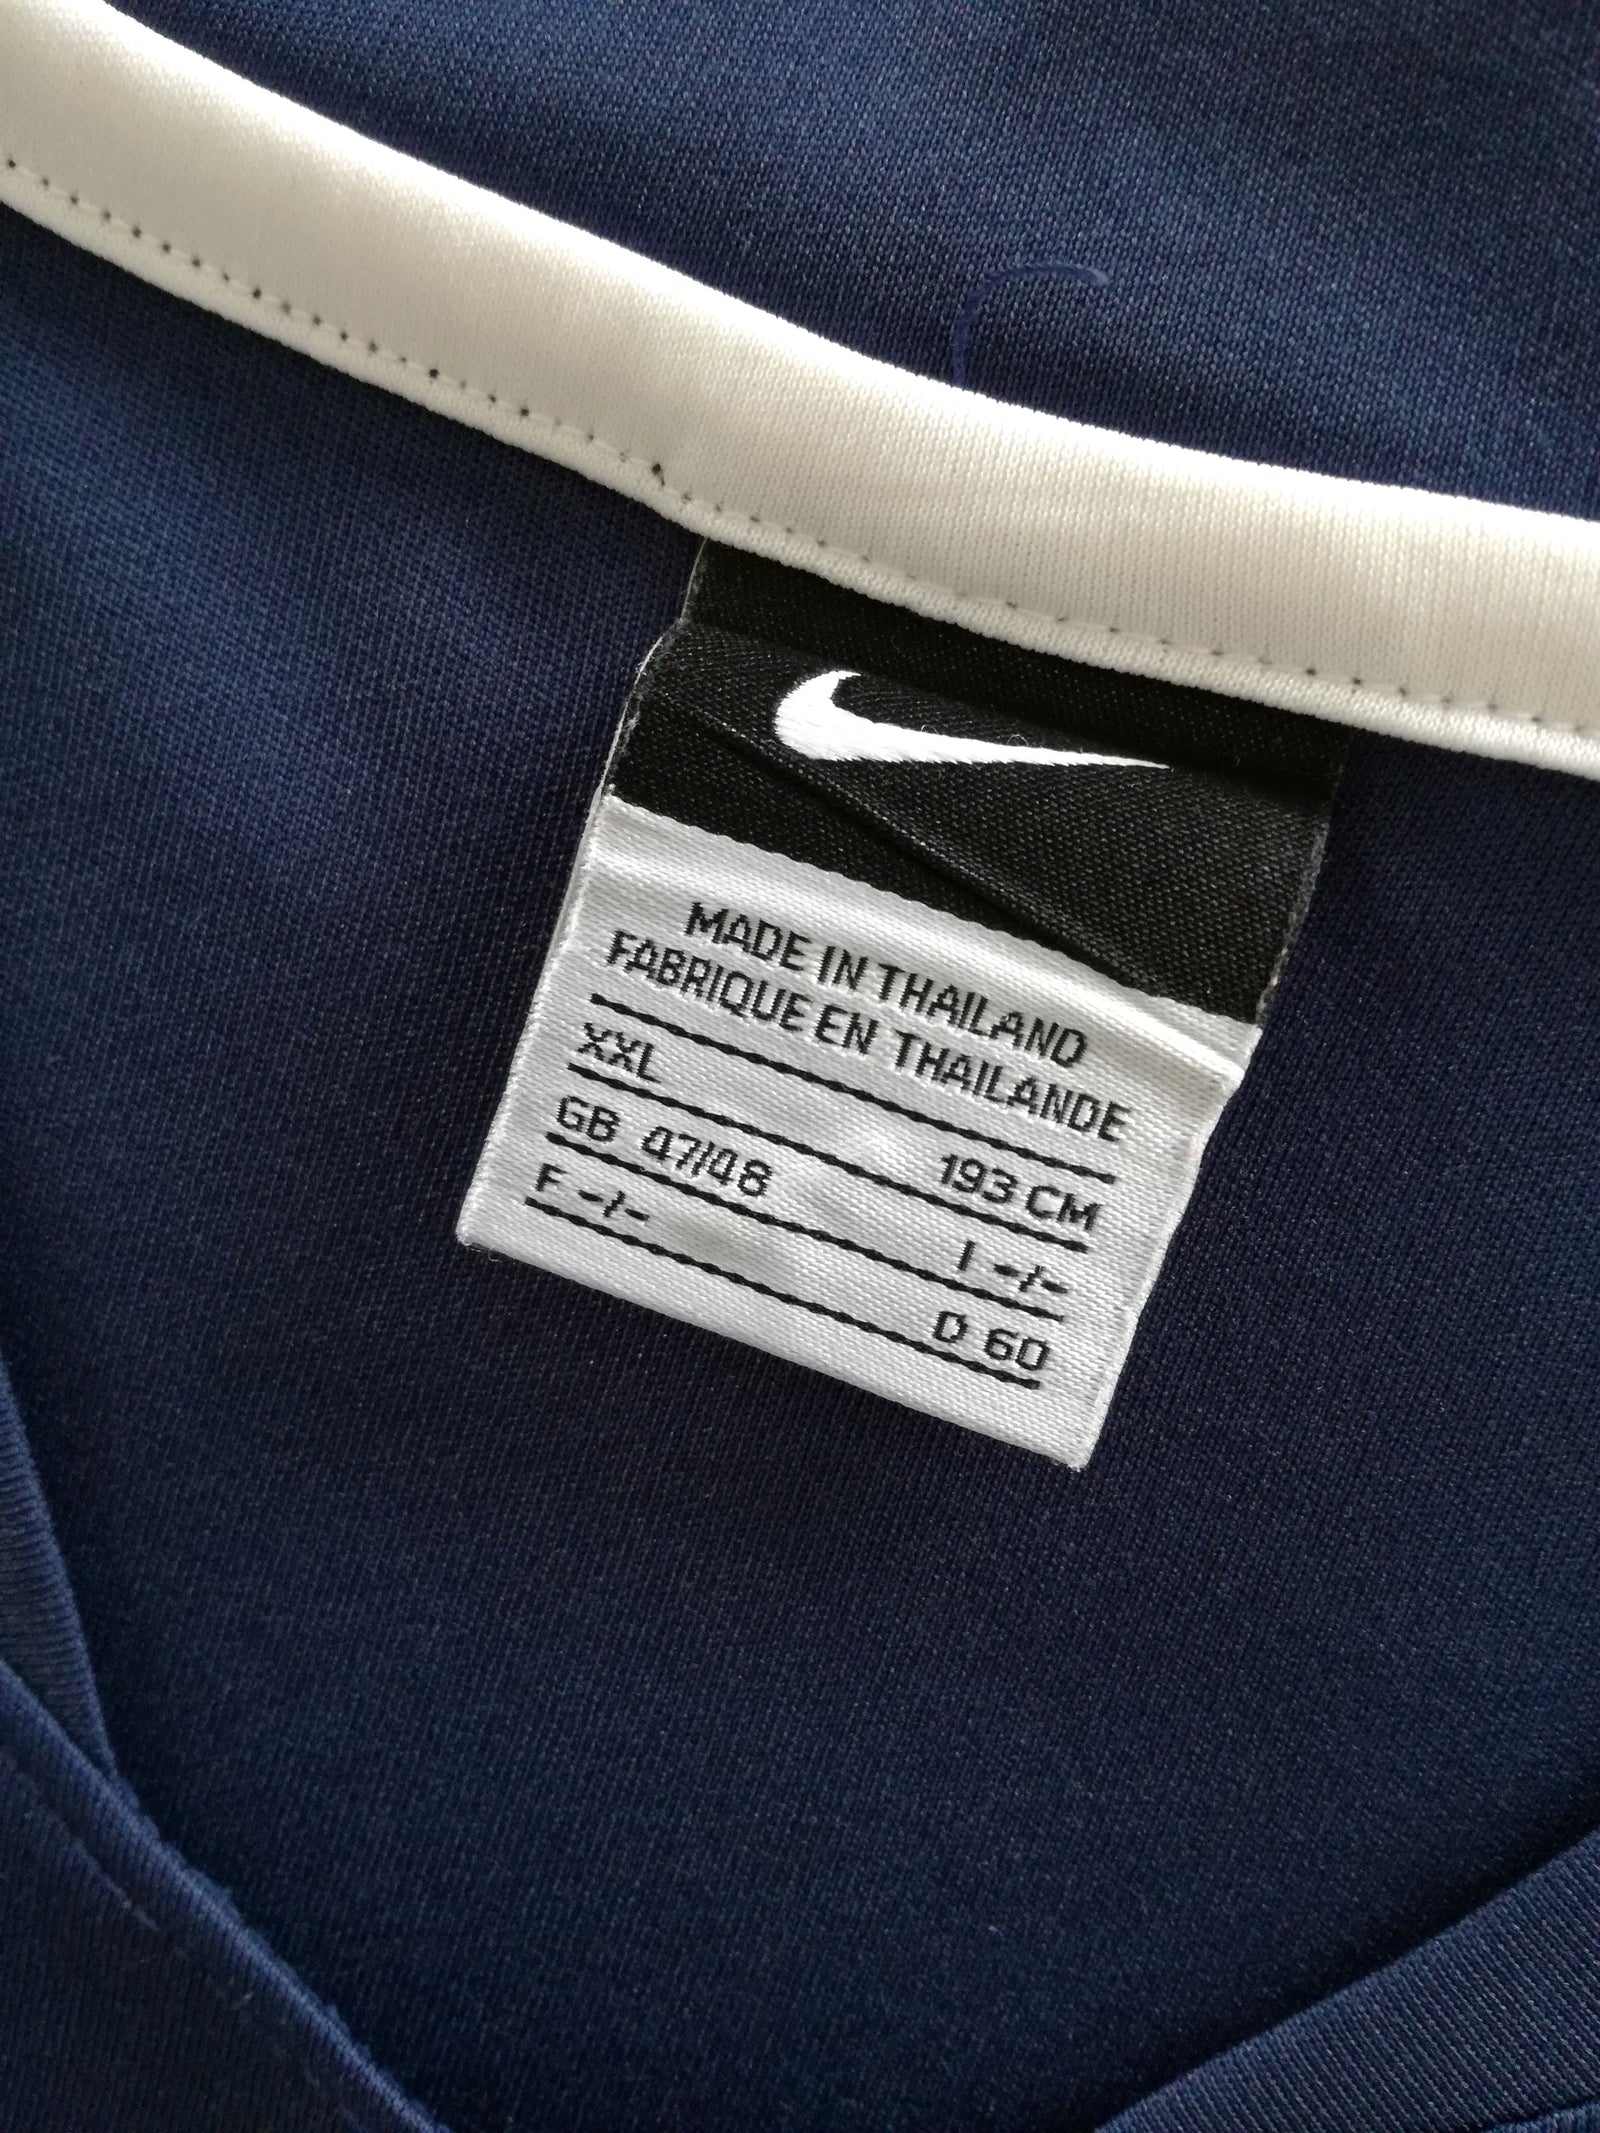 MADE IN THAILAND
FABRIQUE EN THAILANDE
XXL 193 CM
GB 47/48 I -/-
F -/- D 60